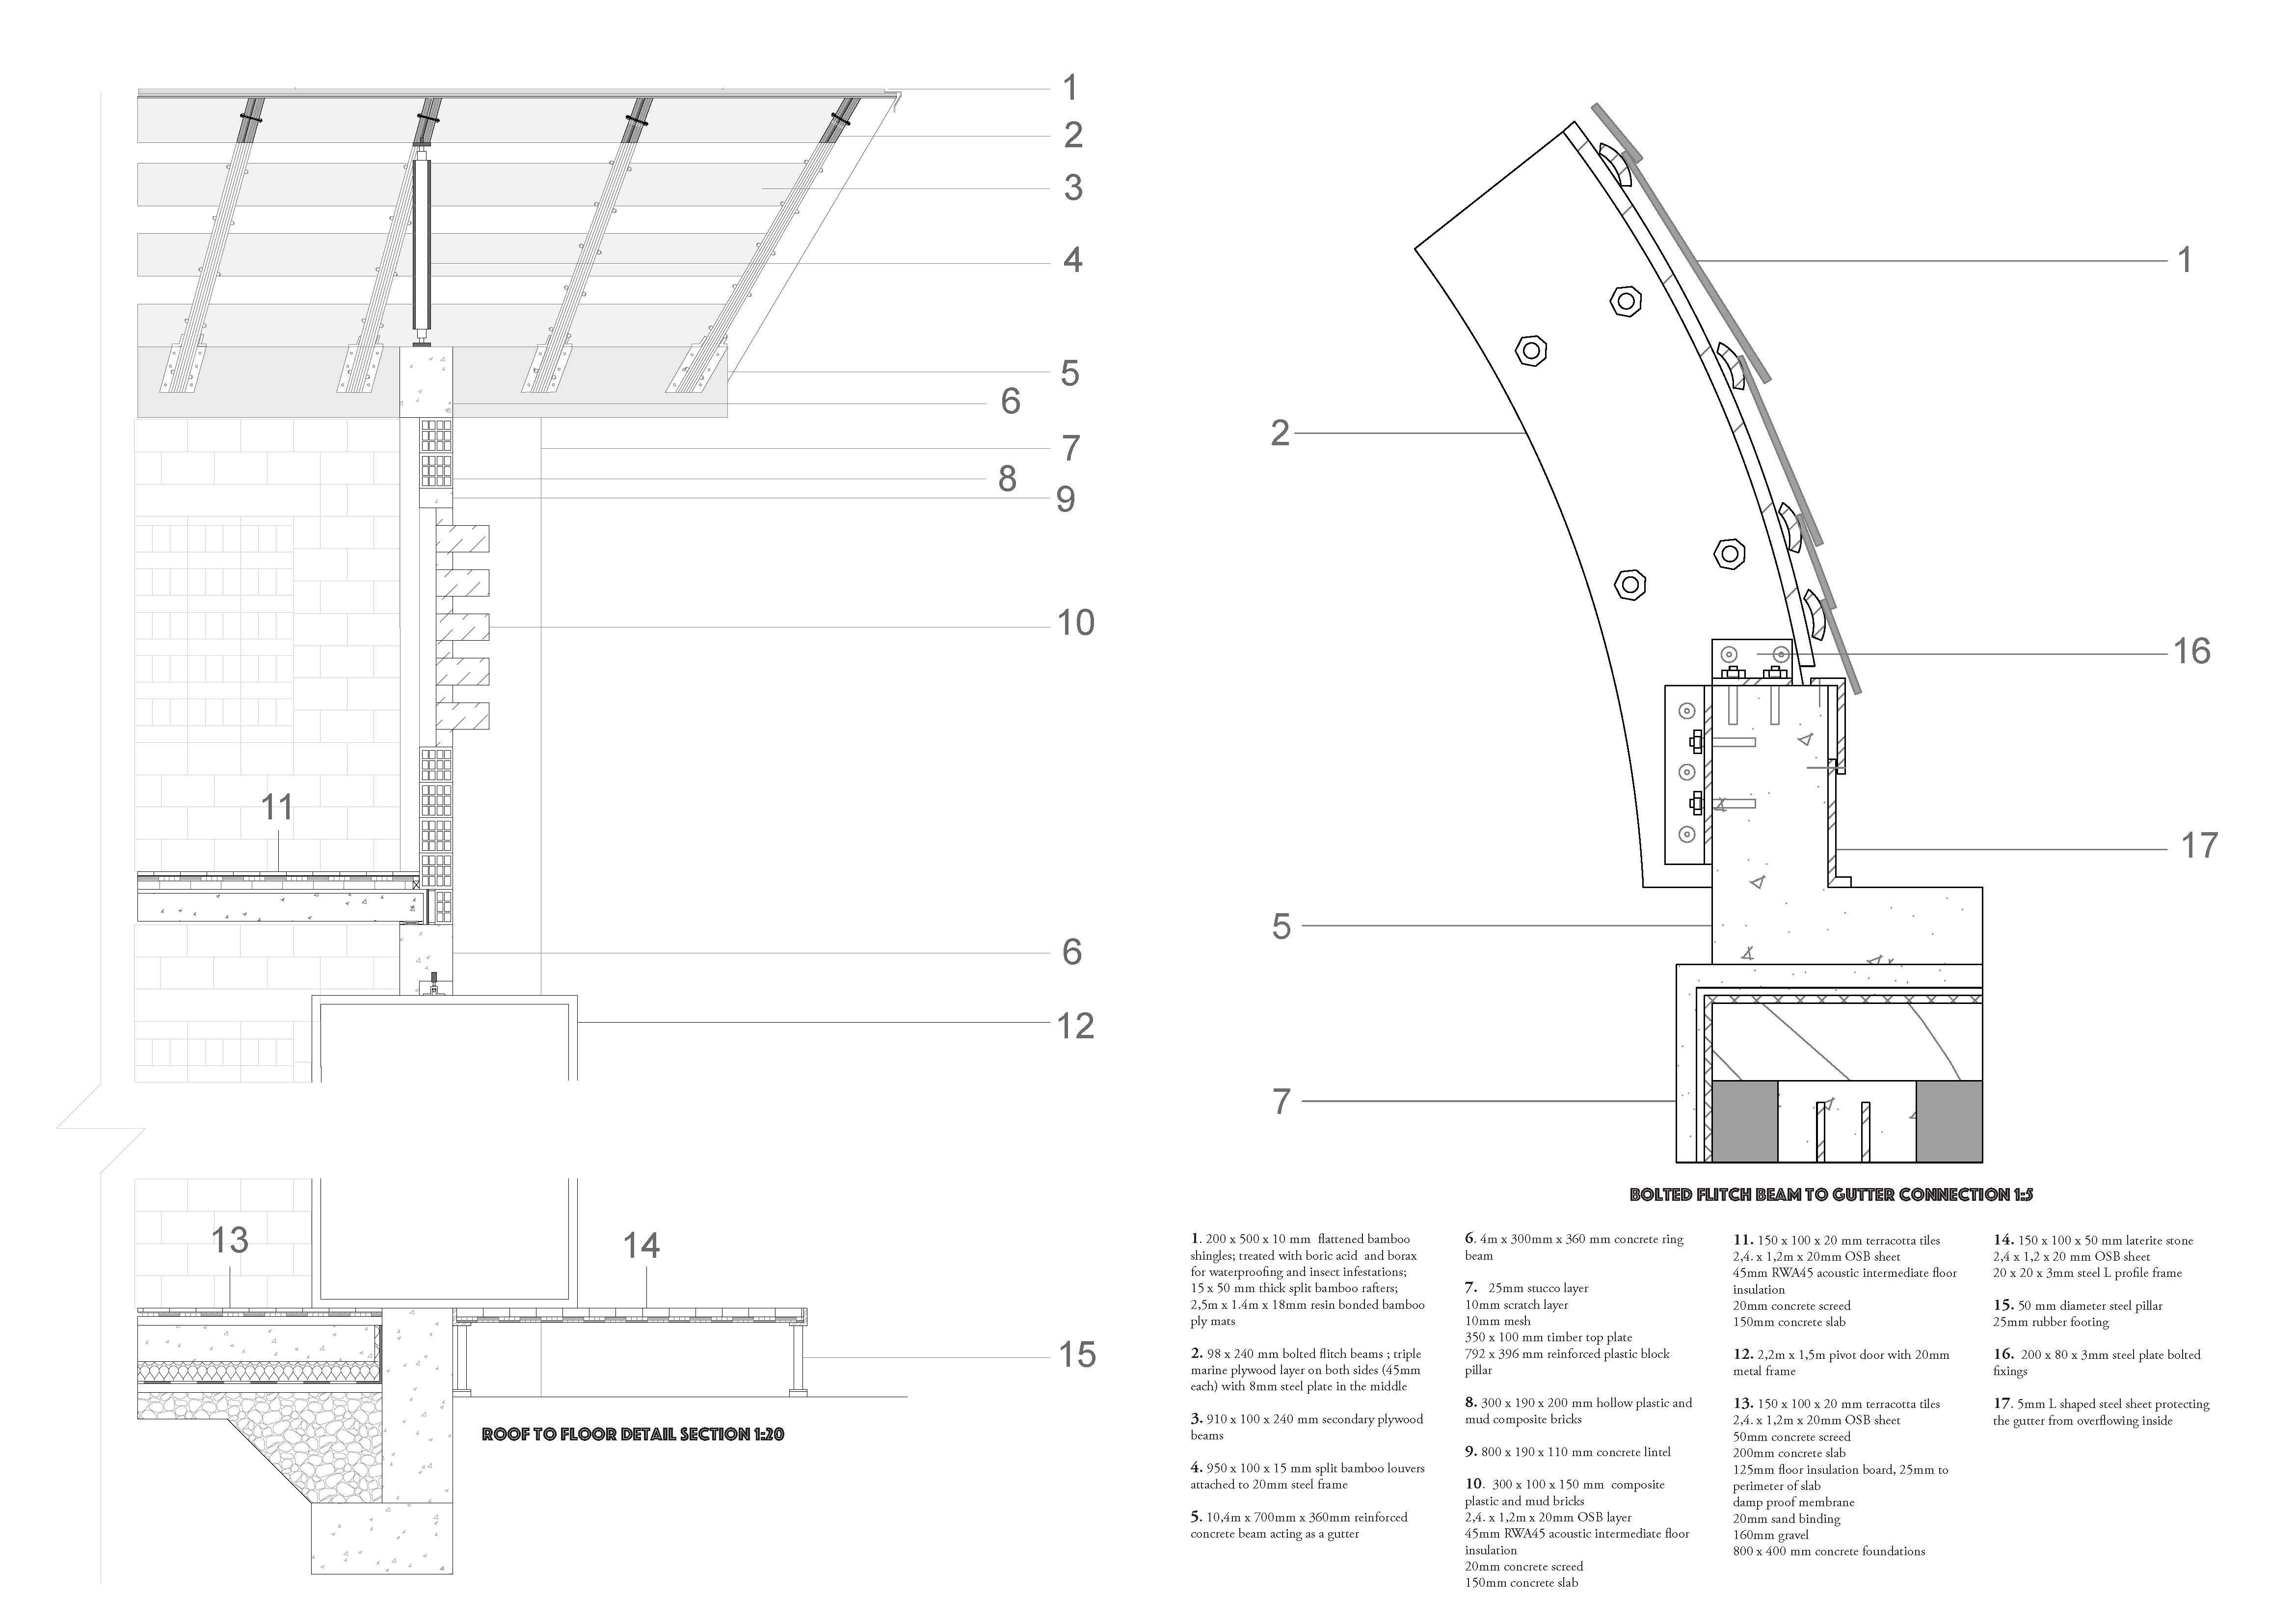 1
2
3
4
5
6
7
8
9
10
11
6
12
13
14
15
ROOF TO FLOOR DETAIL SECTION 1:20
1
2
16
17
5
7
BOLTED FLITCH BEAM TO GUTTER CONNECTION 1:5
1. 200 x 500 x 10 mm flattened bamboo
shingles; treated with boric acid and borax
for waterproofing and insect infestations;
15 x 50 mm thick split bamboo rafters;
2,5m x 1.4m x 18mm resin bonded bamboo
ply mats
2. 98 x 240 mm bolted flitch beams ; triple
marine plywood layer on both sides (45mm
each) with 8mm steel plate in the middle
3. 910 x 100 x 240 mm secondary plywood
beams
4. 950 x 100 x 15 mm split bamboo louvers
attached to 20mm steel frame
5. 10,4m x 700mm x 360mm reinforced
concrete beam acting as a gutter
6. 4m x 300mm x 360 mm concrete ring
beam
7. 25mm stucco layer
10mm scratch layer
10mm mesh
350 x 100 mm timber top plate
792 x 396 mm reinforced plastic block
pillar
8. 300 x 190 x 200 mm hollow plastic and
mud composite bricks
9. 800 x 190 x 110 mm concrete lintel
10. 300 x 100 x 150 mm composite
plastic and mud bricks
2,4. x 1,2m x 20mm OSB layer
45mm RWA45 acoustic intermediate floor
insulation
20mm concrete screed
150mm concrete slab
11. 150 x 100 x 20 mm terracotta tiles
2,4. x 1,2m x 20mm OSB sheet
45mm RWA45 acoustic intermediate floor
insulation
20mm concrete screed
150mm concrete slab
12. 2,2m x 1,5m pivot door with 20mm
metal frame
13. 150 x 100 x 20 mm terracotta tiles
2,4. x 1,2m x 20mm OSB sheet
50mm concrete screed
200mm concrete slab
125mm floor insulation board, 25mm to
perimeter of slab
damp proof membrane
20mm sand binding
160mm gravel
800 x 400 mm concrete foundations
14. 150 x 100 x 50 mm laterite stone
2,4 x 1,2 x 20 mm OSB sheet
20 x 20 x 3mm steel L profile frame
15. 50 mm diameter steel pillar
25mm rubber footing
16. 200 x 80 x 3mm steel plate bolted
fixings
17. 5mm L shaped steel sheet protecting
the gutter from overflowing inside